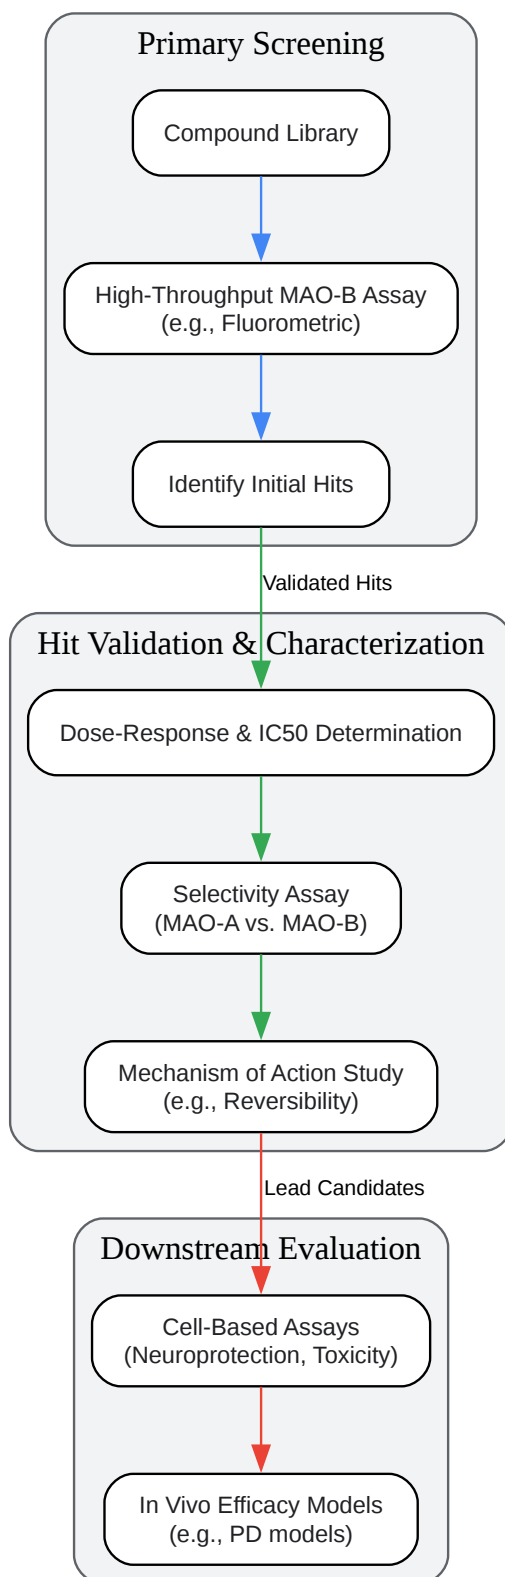 Primary Screening
Compound Library
High-Throughput MAO-B Assay
(e.g., Fluorometric)
Identify Initial Hits
Validated Hits
Hit Validation & Characterization
Dose-Response & IC50 Determination
Selectivity Assay
(MAO-A vs. MAO-B)
Mechanism of Action Study
(e.g., Reversibility)
Lead Candidates
Downstream Evaluation
Cell-Based Assays
(Neuroprotection, Toxicity)
In Vivo Efficacy Models
(e.g., PD models)